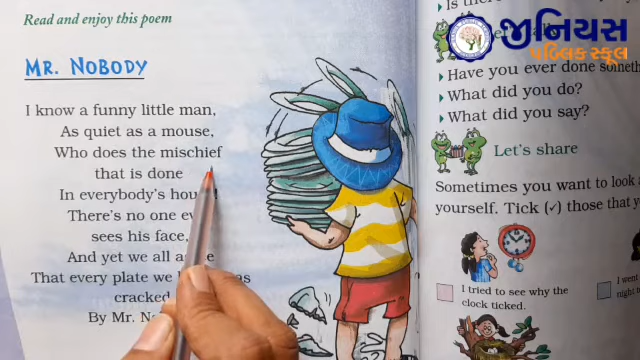 Read and enjoy this poem
MR. NOBODY
I know a funny little man,
As quiet as a mouse,
Who does the mischief
that is done
In everybody's
There's no one
sees his face,
And yet we all
That every plate we
cracked
By Mr.
જીનિયસ
પબ્લિક સ્કૂલ
Have you ever done
What did you do?
What did you say?
Let's share
Sometimes you want to look
yourself. Tick (✓) those that
I tried to see why the
clock ticked.
I went